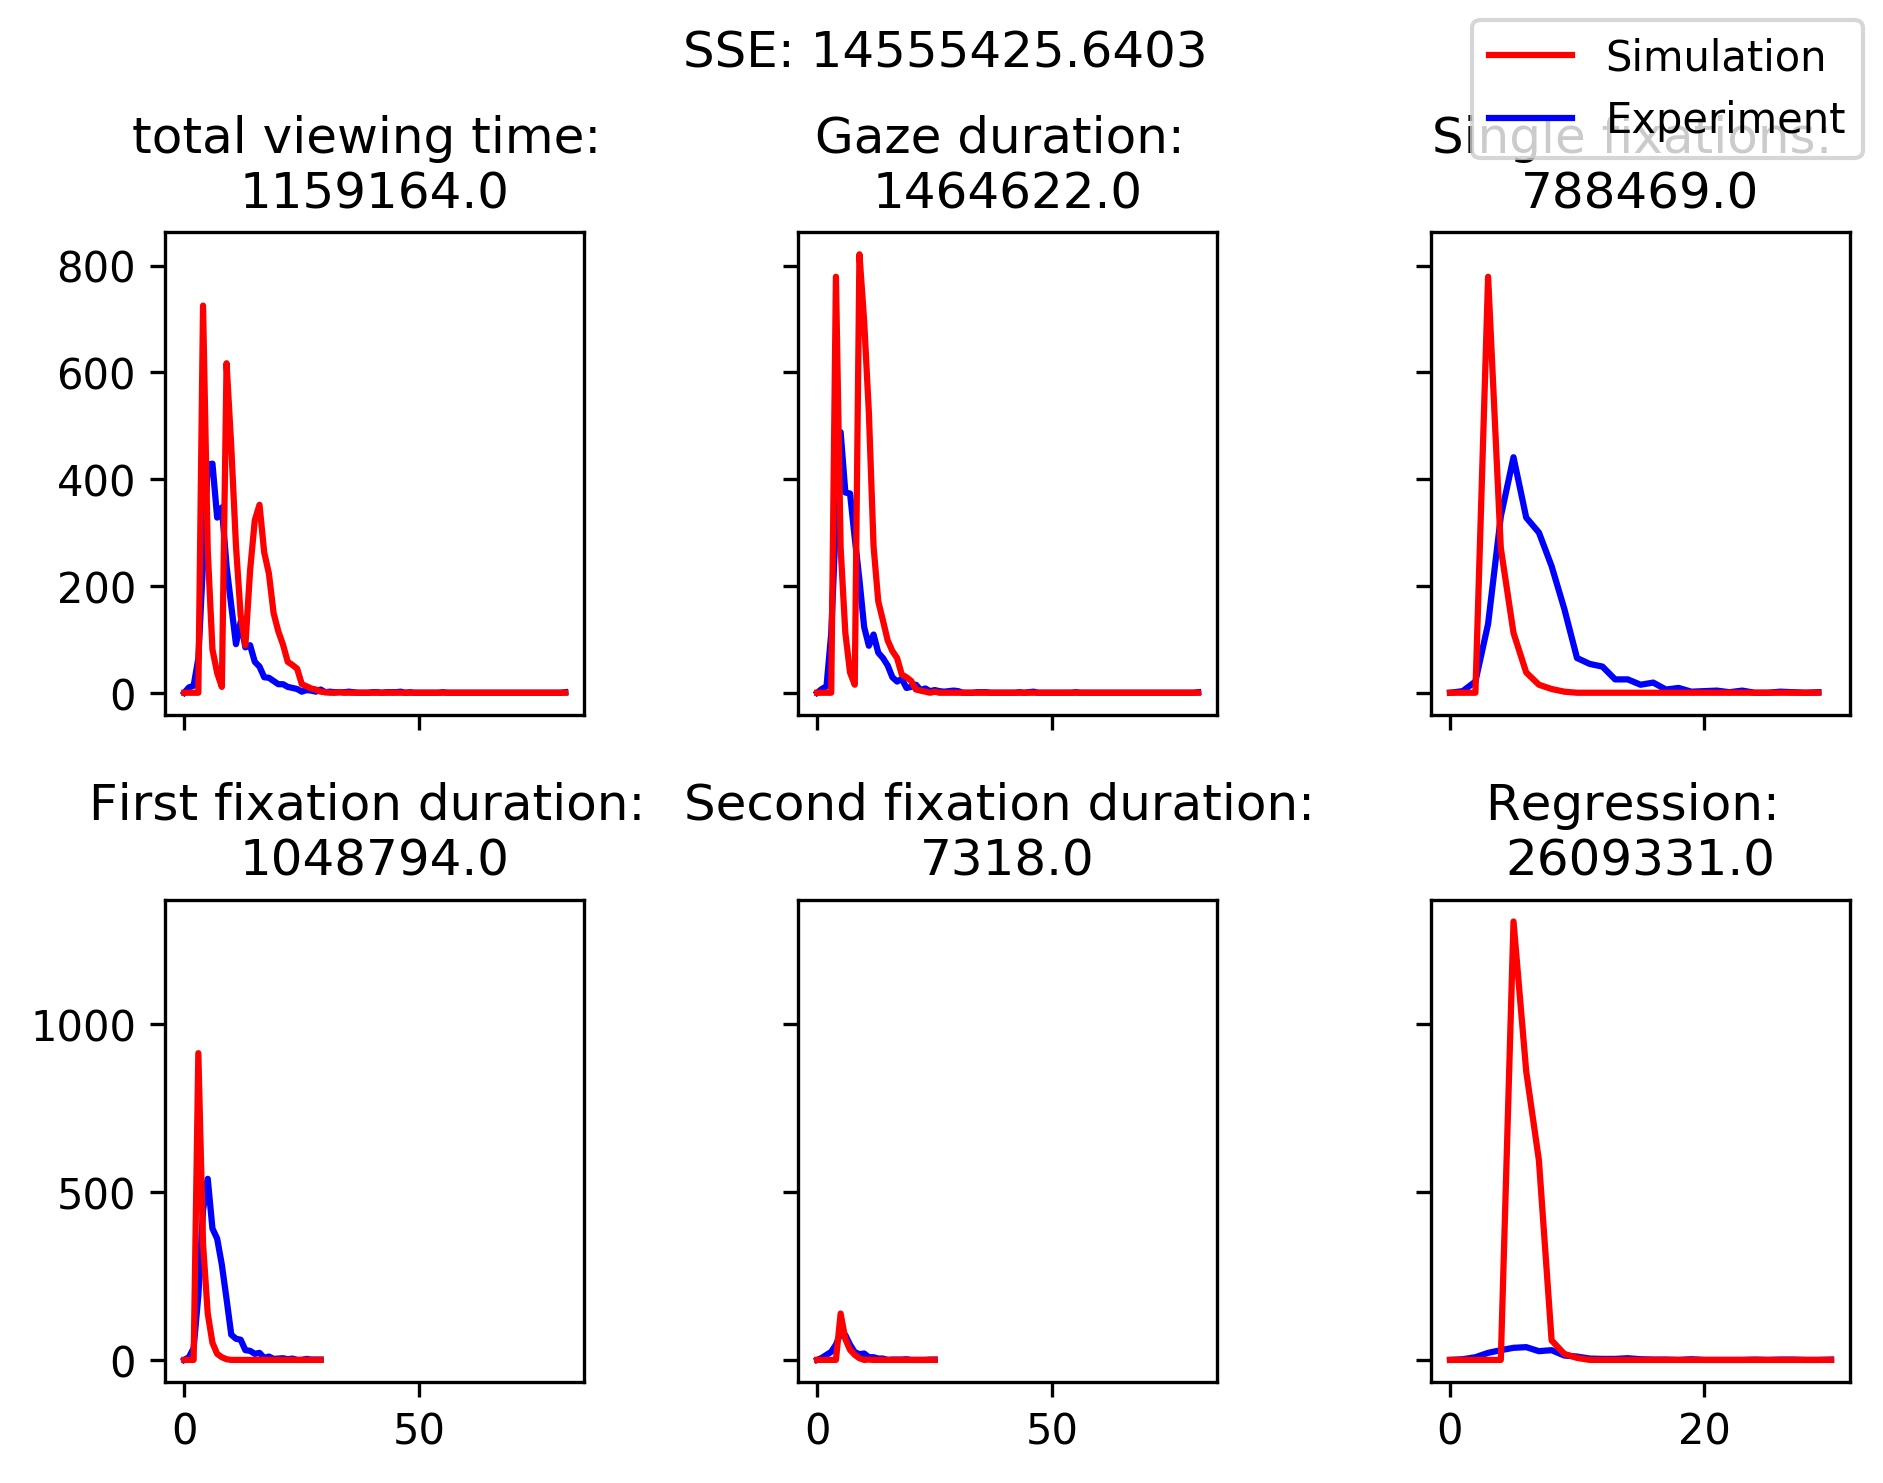 SSE: 14555425.6403
Simulation
Experiment
total viewing time:
1159164.0
Gaze duration:
1464622.0
Single fixations:
788469.0
800
600
400
200
0
0
50
0
50
0
20
First fixation duration:
1048794.0
Second fixation duration:
7318.0
Regression:
2609331.0
1000
500
0